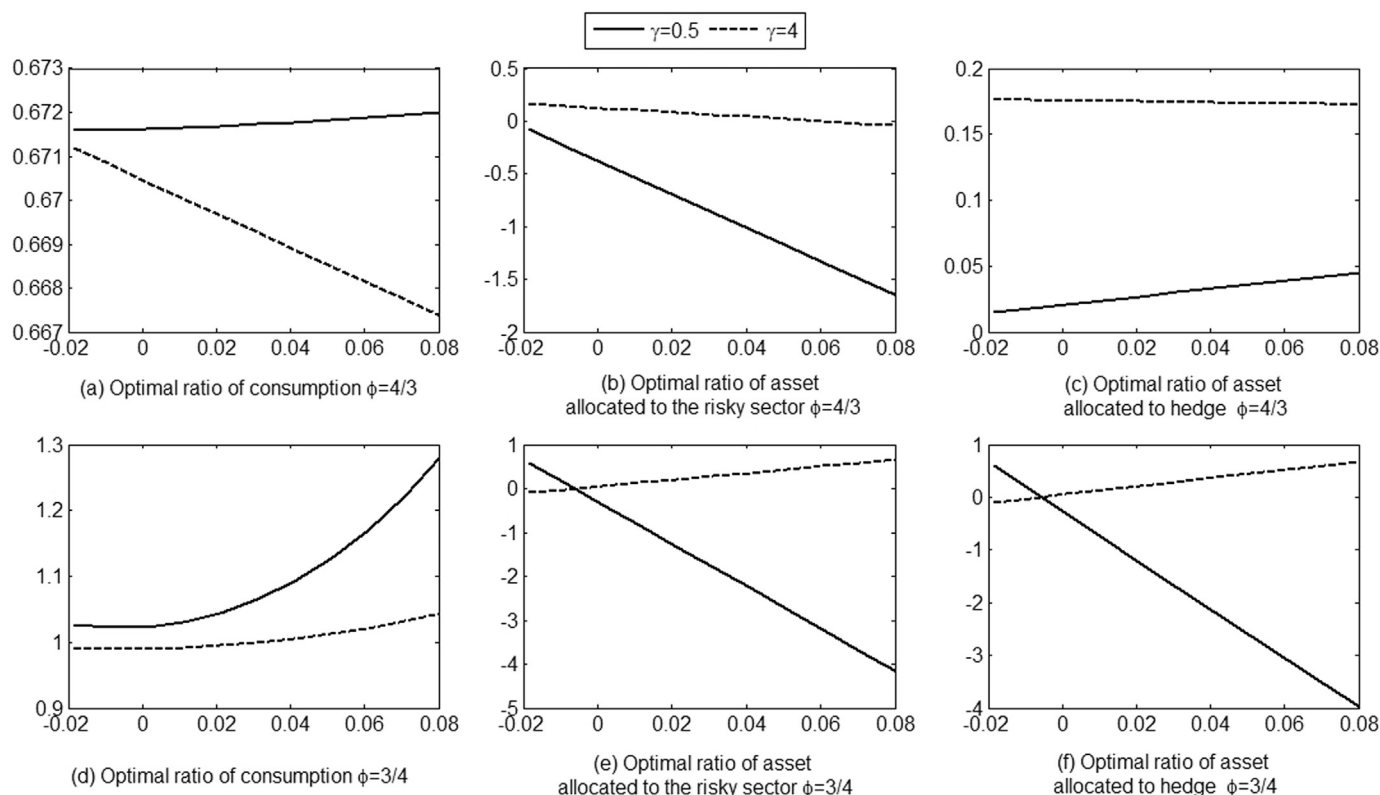 γ=0.5 γ=4
0.673
0.672
0.671
0.67
0.669
0.668
0.667
-0.02 0 0.02 0.04 0.06 0.08
(a) Optimal ratio of consumption ϕ=4/3
0.5
0
-0.5
-1
-1.5
-2
-0.02 0 0.02 0.04 0.06 0.08
(b) Optimal ratio of asset
allocated to the risky sector ϕ=4/3
0.2
0.15
0.1
0.05
0
-0.02 0 0.02 0.04 0.06 0.08
(c) Optimal ratio of asset
allocated to hedge ϕ=4/3
1.3
1.2
1.1
1
0.9
-0.02 0 0.02 0.04 0.06 0.08
(d) Optimal ratio of consumption ϕ=3/4
1
0
-1
-2
-3
-4
-5
-0.02 0 0.02 0.04 0.06 0.08
(e) Optimal ratio of asset
allocated to the risky sector ϕ=3/4
1
0
-1
-2
-3
-4
-0.02 0 0.02 0.04 0.06 0.08
(f) Optimal ratio of asset
allocated to hedge ϕ=3/4